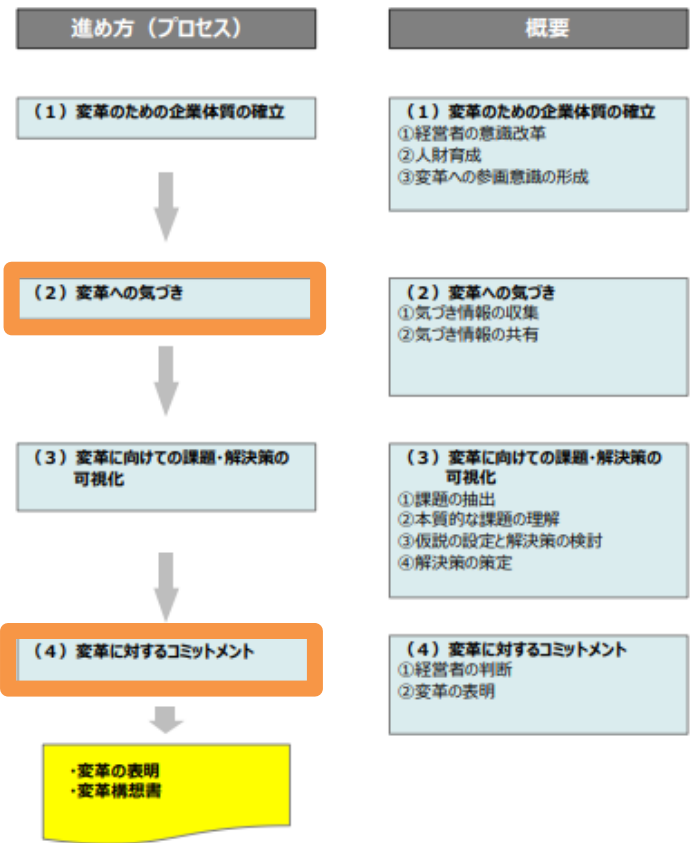 進め方（プロセス）
概要
（１）変革のための企業体質の確立
（１）変革のための企業体質の確立
①経営者の意識改革
②人財育成
③変革への参画意識の形成
（２）変革への気づき
（２）変革への気づき
①気づき情報の収集
②気づき情報の共有
（３）変革に向けての課題･解決策の
可視化
（３）変革に向けての課題･解決策の
可視化
①課題の抽出
②本質的な課題の理解
③仮説の設定と解決策の検討
④解決策の策定
（４）変革に対するコミットメント
（４）変革に対するコミットメント
①経営者の判断
②変革の表明
･変革の表明
･変革構想書